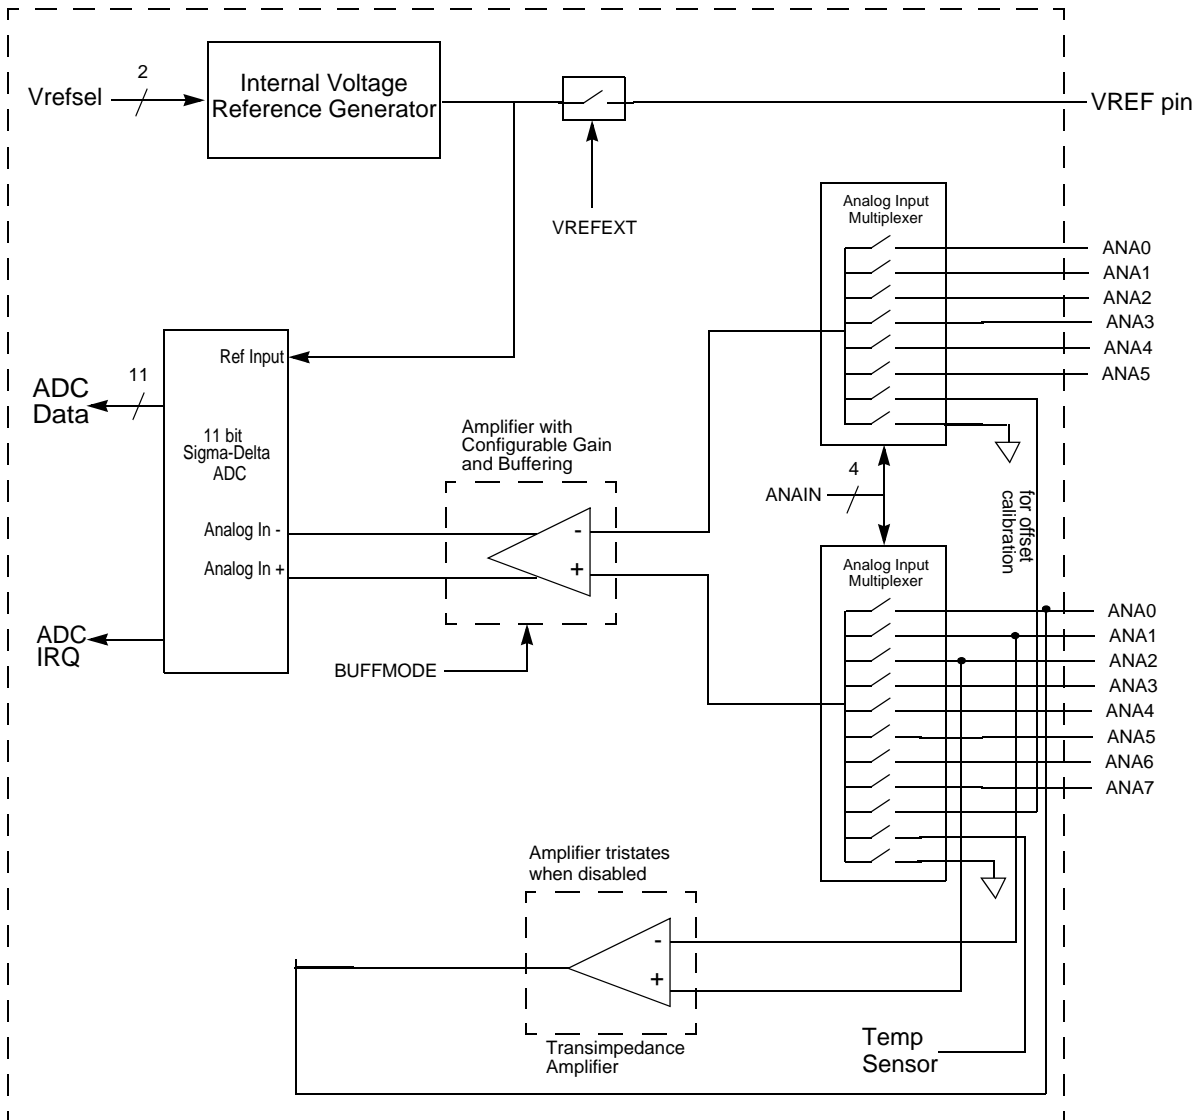 2
Vrefsel
Internal Voltage
Reference Generator
VREF pin
VREFEXT
Analog Input
Multiplexer
ANA0
ANA1
ANA2
ANA3
ANA4
ANA5
Ref Input
11
ADC
Data
11 bit
Sigma-Delta
ADC
Amplifier with
Configurable Gain
and Buffering
4
ANAIN
for offset
calibration
Analog In -
Analog In +
-
+
Analog Input
Multiplexer
ANA0
ANA1
ANA2
ANA3
ANA4
ANA5
ANA6
ANA7
ADC
IRQ
BUFFMODE
Amplifier tristates
when disabled
-
+
Transimpedance
Amplifier
Temp
Sensor